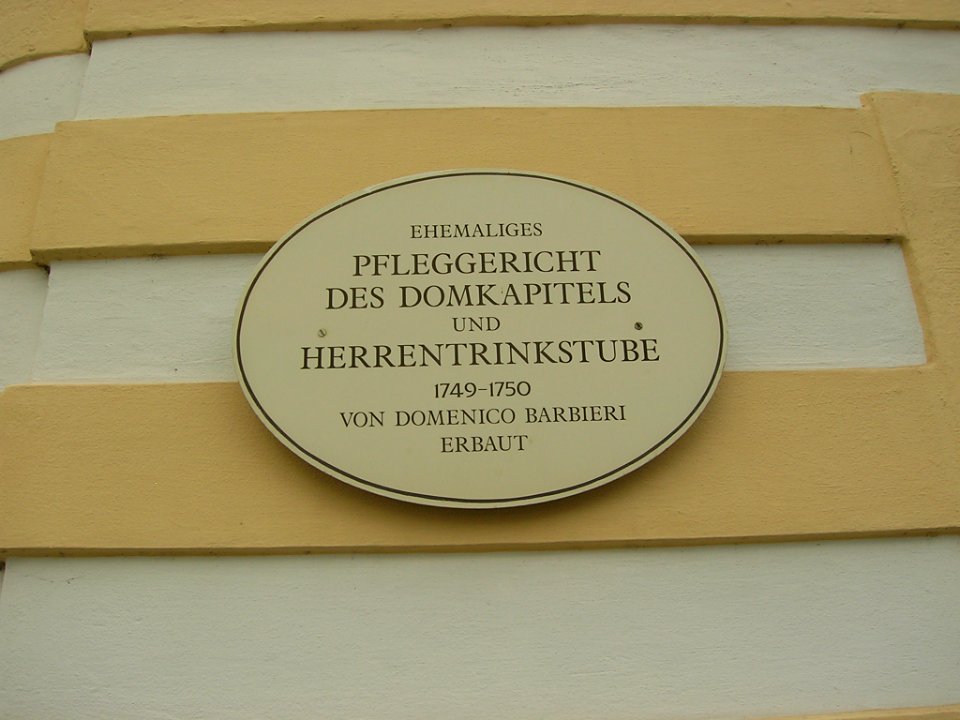 EHEMALIGES
PFLEGGERICHT
DES DOMKAPITELS
UND
HERRENTRINKSTUBE
1749-1750
VON DOMENICO BARBIERI
ERBAUT